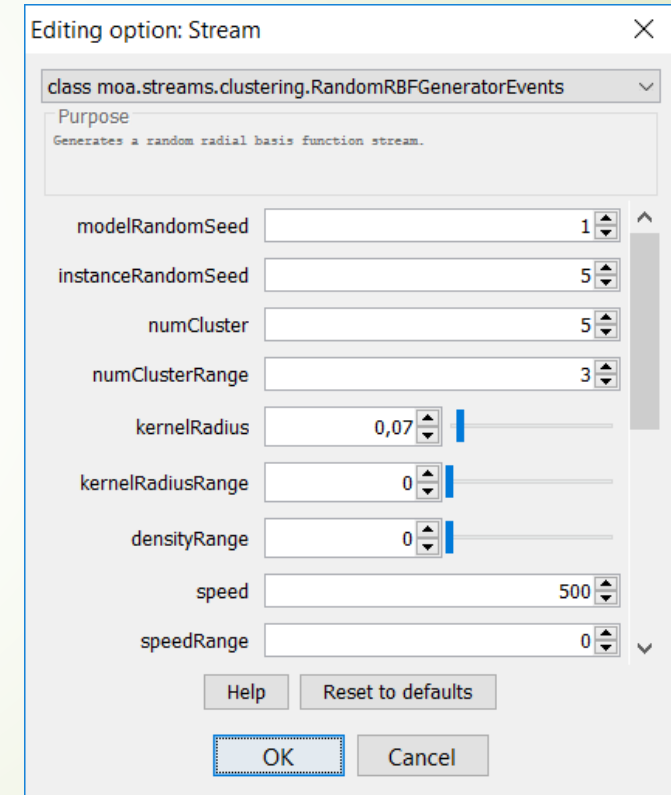 Editing option: Stream
class moa.streams.clustering.RandomRBFGeneratorEvents
Purpose
Generates a random radial basis function stream.
modelRandomSeed 1
instanceRandomSeed 5
numCluster 5
numClusterRange 3
kernelRadius 0,07
kernelRadiusRange 0
densityRange 0
speed 500
speedRange 0
Help Reset to defaults
OK Cancel